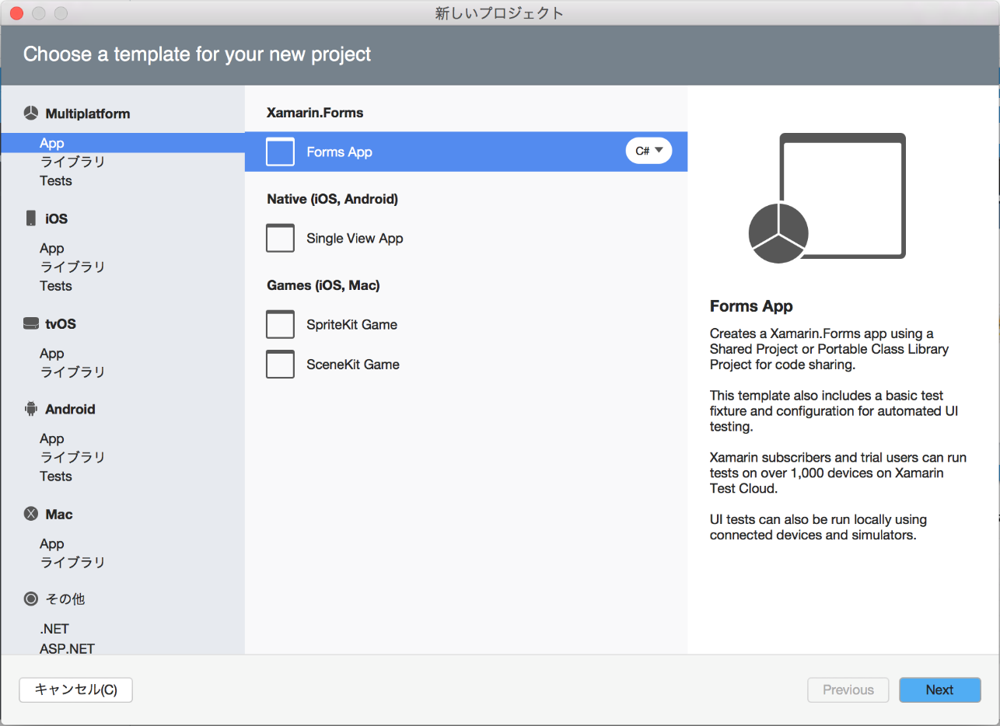 新しいプロジェクト
Choose a template for your new project
Multiplatform
App
ライブラリ
Tests
iOS
App
ライブラリ
Tests
tvOS
App
ライブラリ
Android
App
ライブラリ
Tests
Mac
App
ライブラリ
その他
.NET
ASP.NET
Xamarin.Forms
Forms App
C#
Native (iOS, Android)
Single View App
Games (iOS, Mac)
SpriteKit Game
SceneKit Game
Forms App
Creates a Xamarin.Forms app using a
Shared Project or Portable Class Library
Project for code sharing.
This template also includes a basic test
fixture and configuration for automated UI
testing.
Xamarin subscribers and trial users can run
tests on over 1,000 devices on Xamarin
Test Cloud.
UI tests can also be run locally using
connected devices and simulators.
キャンセル(C)
Previous
Next